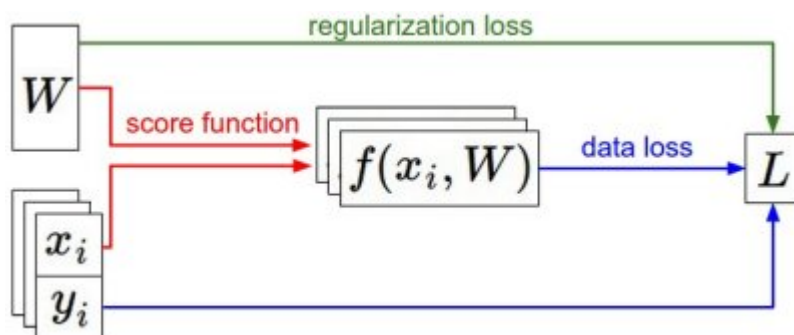 regularization loss
W
score function
f(x_i, W)
data loss
L
x_i
y_i